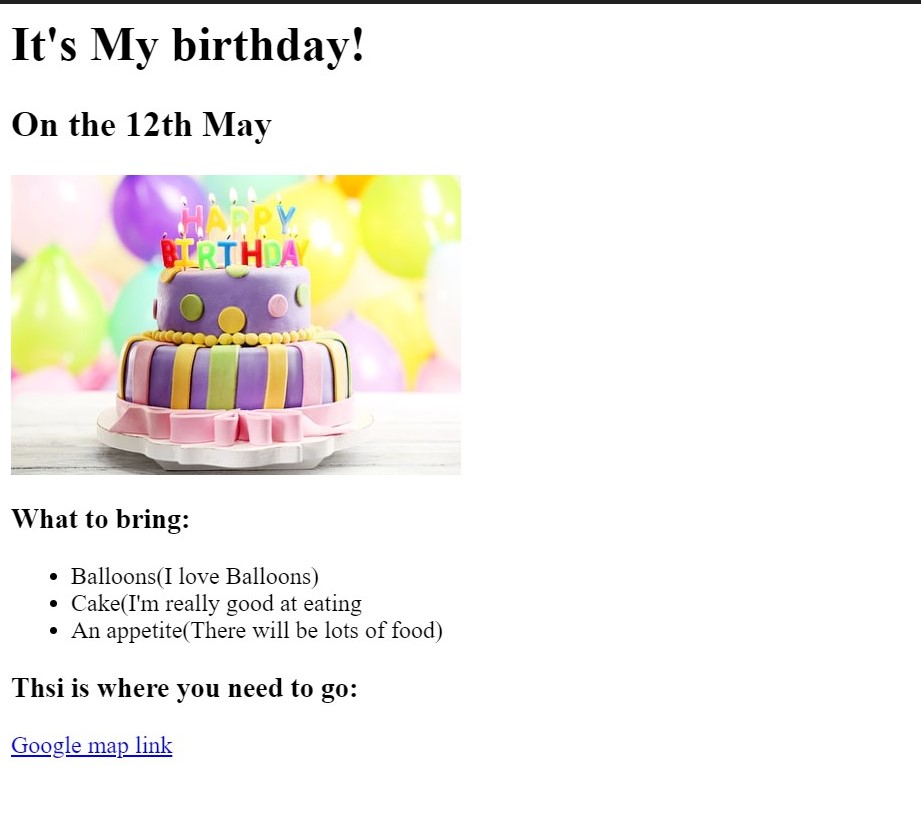 It's My birthday!
On the 12th May
HAPPY
BIRTHDAY
What to bring:
Balloons(I love Balloons)
Cake(I'm really good at eating
An appetite(There will be lots of food)
Thsi is where you need to go:
Google map link